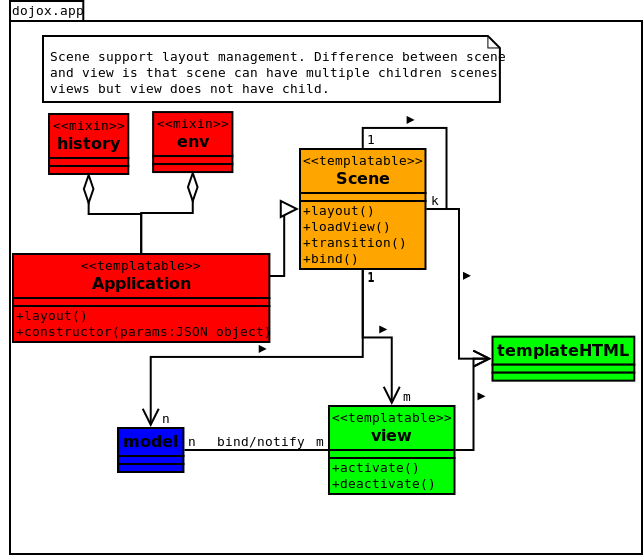 dojox.app
Scene support layout management. Difference between scene
and view is that scene can have multiple children scenes
views but view does not have child.
<<mixin>>
history
<<mixin>>
env
1
<<templatable>>
Scene
+layout()
+loadView()
+transition()
+bind()
k
1
<<templatable>>
Application
+layout()
+constructor(params:JSON object)
templateHTML
m
n
model
n bind/notify m
<<templatable>>
view
+activate()
+deactivate()